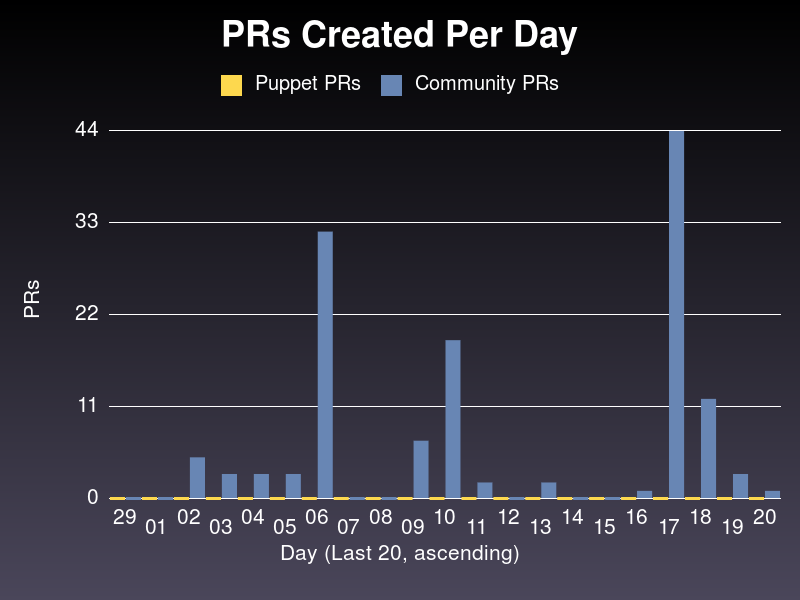 PRs Created Per Day
Puppet PRs Community PRs
44
33
22
11
0
PRs
29 01 02 03 04 05 06 07 08 09 10 11 12 13 14 15 16 17 18 19 20
Day (Last 20, ascending)